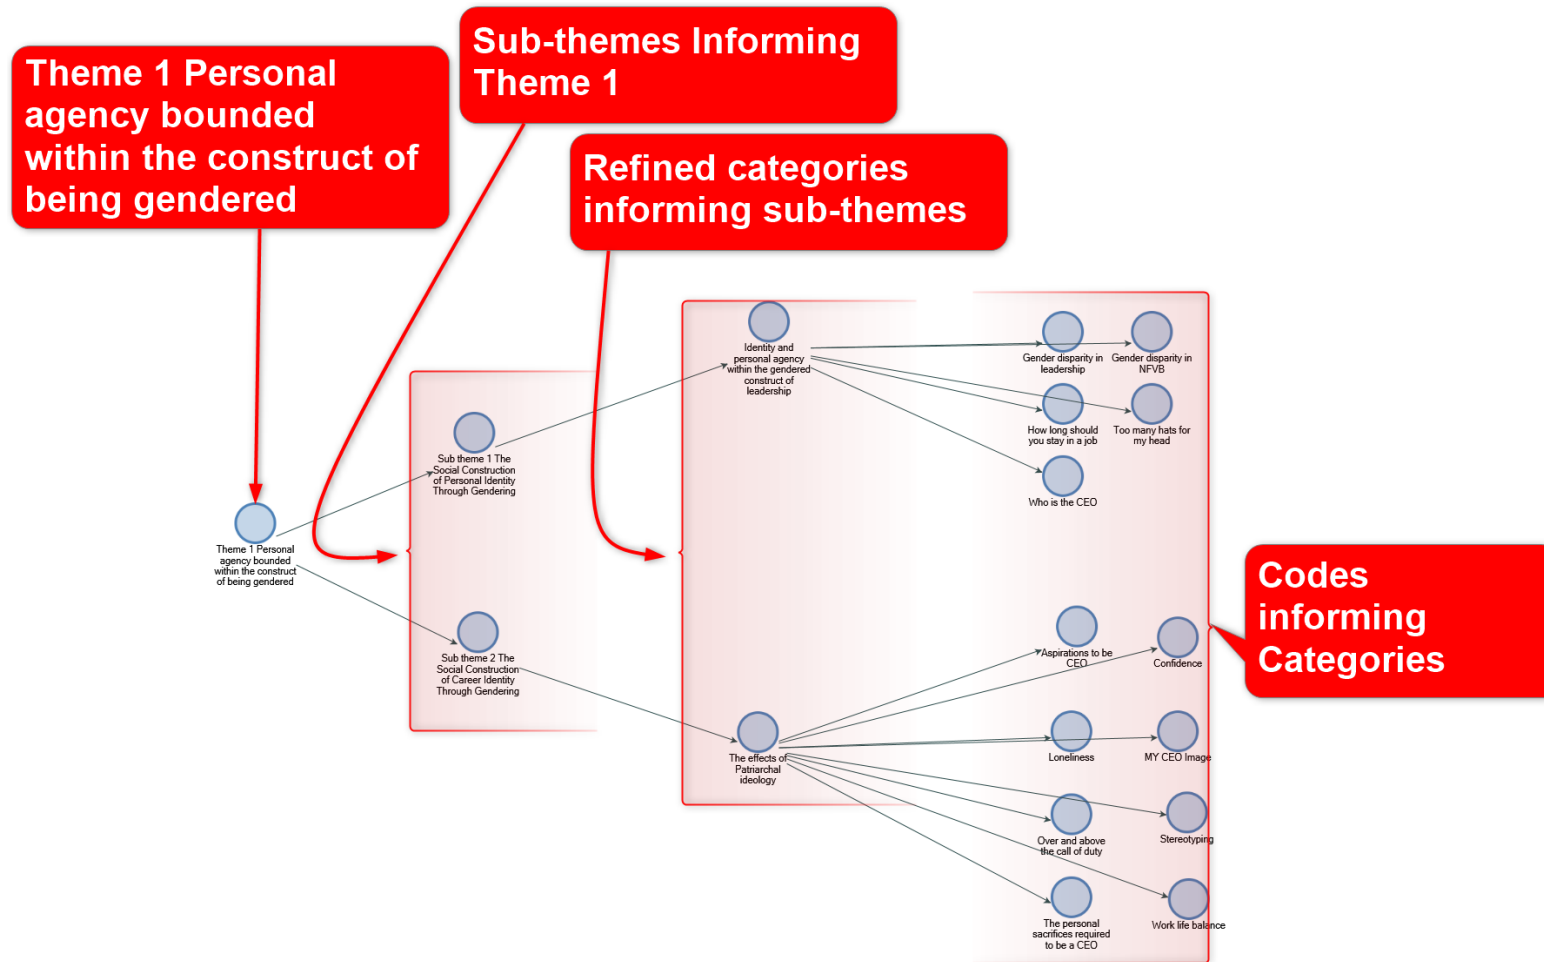 Theme 1 Personal
agency bounded
within the construct of
being gendered
Sub-themes Informing
Theme 1
Refined categories
informing sub-themes
Codes
informing
Categories
Theme 1 Personal
agency bounded
within the construct
of being gendered
Sub theme 1 The
Social Construction
of Personal Identity
Through Gendering
Sub theme 2 The
Social Construction
of Career Identity
Through Gendering
Identity and
personal agency
within the gendered
construct of
leadership
The effects of
Patriarchal
ideology
Gender disparity in
leadership
Gender disparity in
NFVB
How long should
you stay in a job
Too many hats for
my head
Who is the CEO
Aspirations to be
CEO
Confidence
Loneliness
MY CEO Image
Over and above
the call of duty
Stereotyping
The personal
sacrifices required
to be a CEO
Work life balance